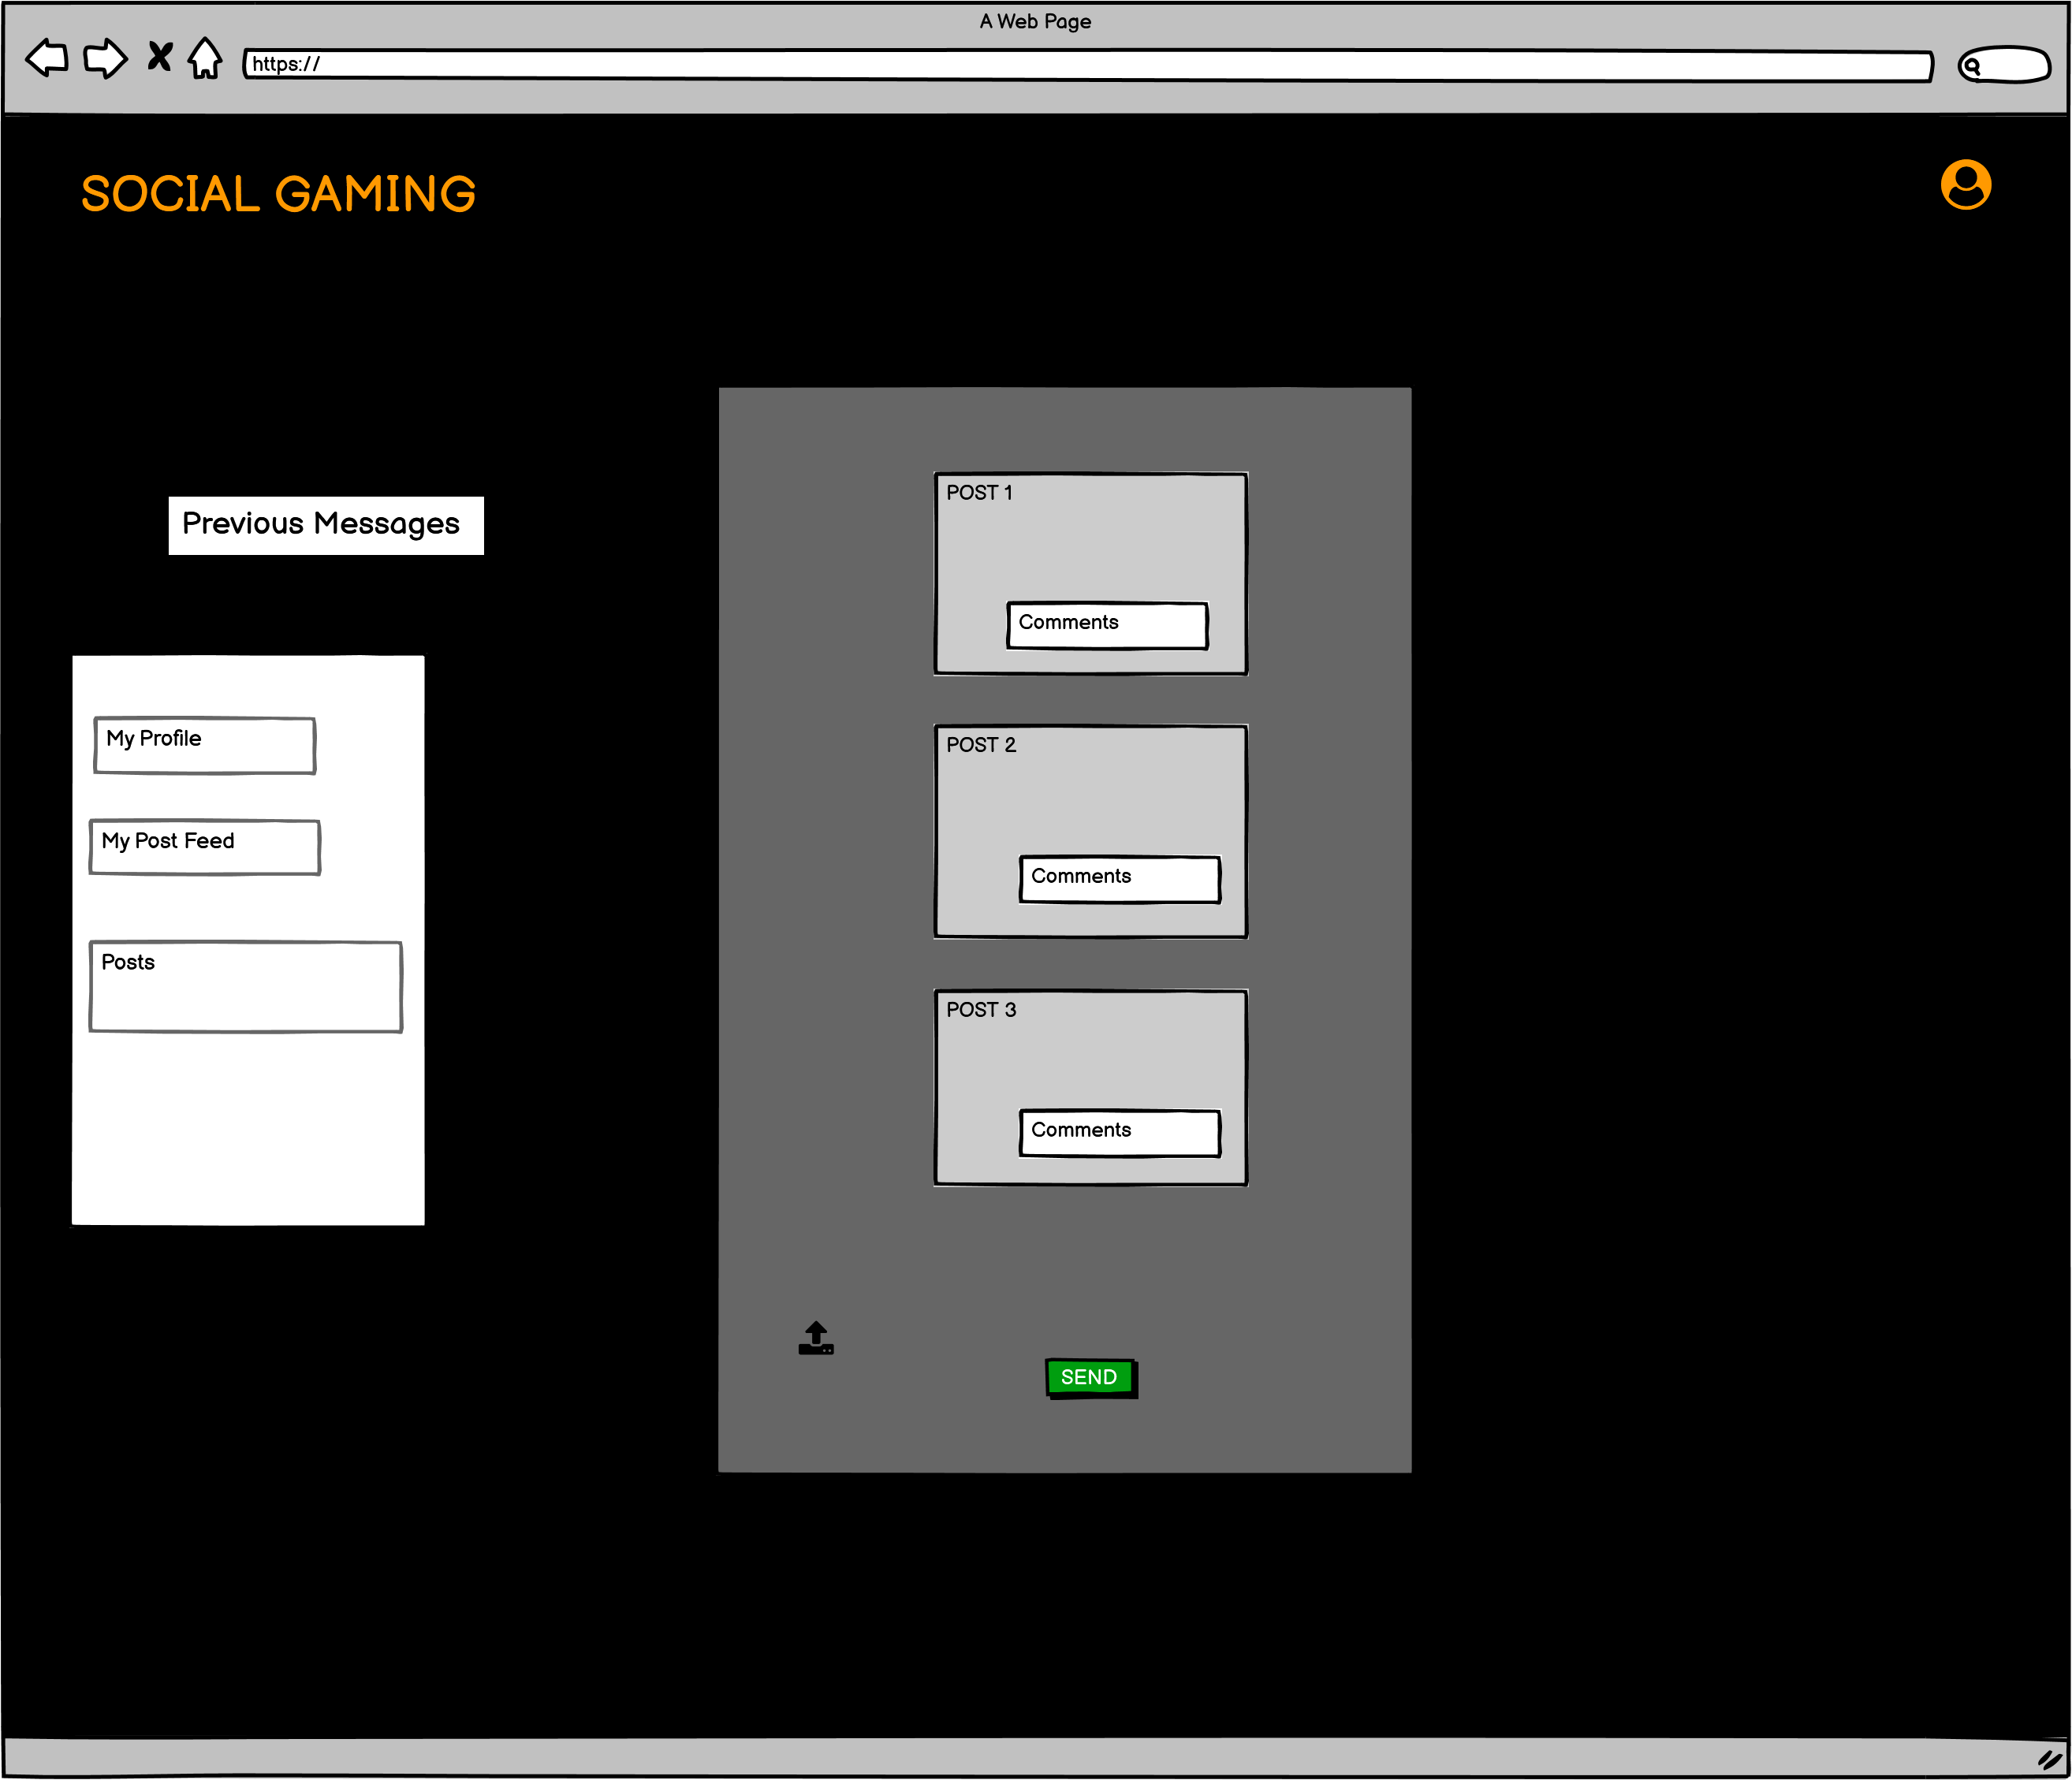 A Web Page
https://
SOCIAL GAMING
Previous Messages
My Profile
My Post Feed
Posts
POST 1
Comments
POST 2
Comments
POST 3
Comments
SEND